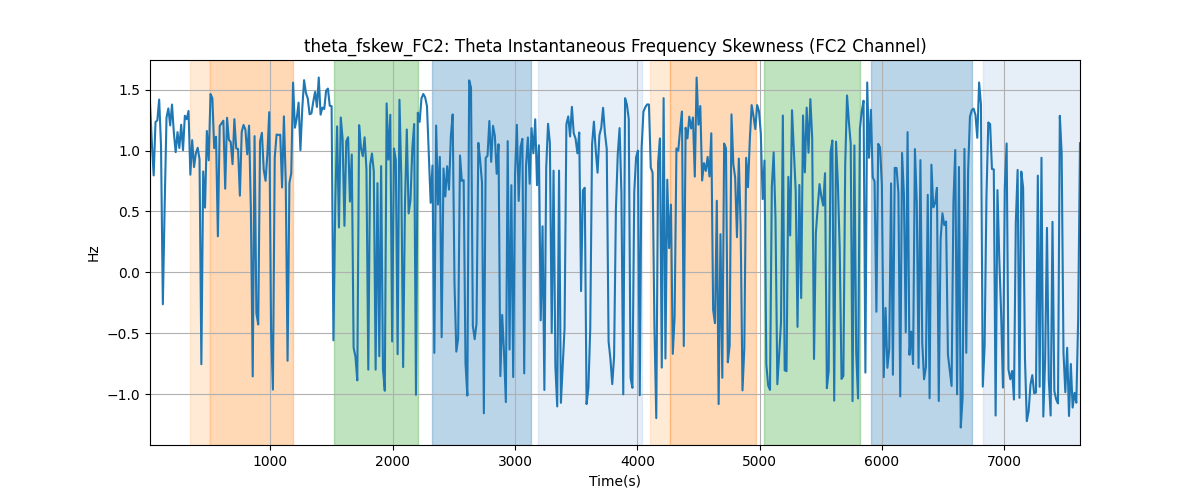 theta_fskew_FC2: Theta Instantaneous Frequency Skewness (FC2 Channel)
1.5
1.0
0.5
0.0
−0.5
−1.0
Hz
1000 2000 3000 4000 5000 6000 7000
Time(s)